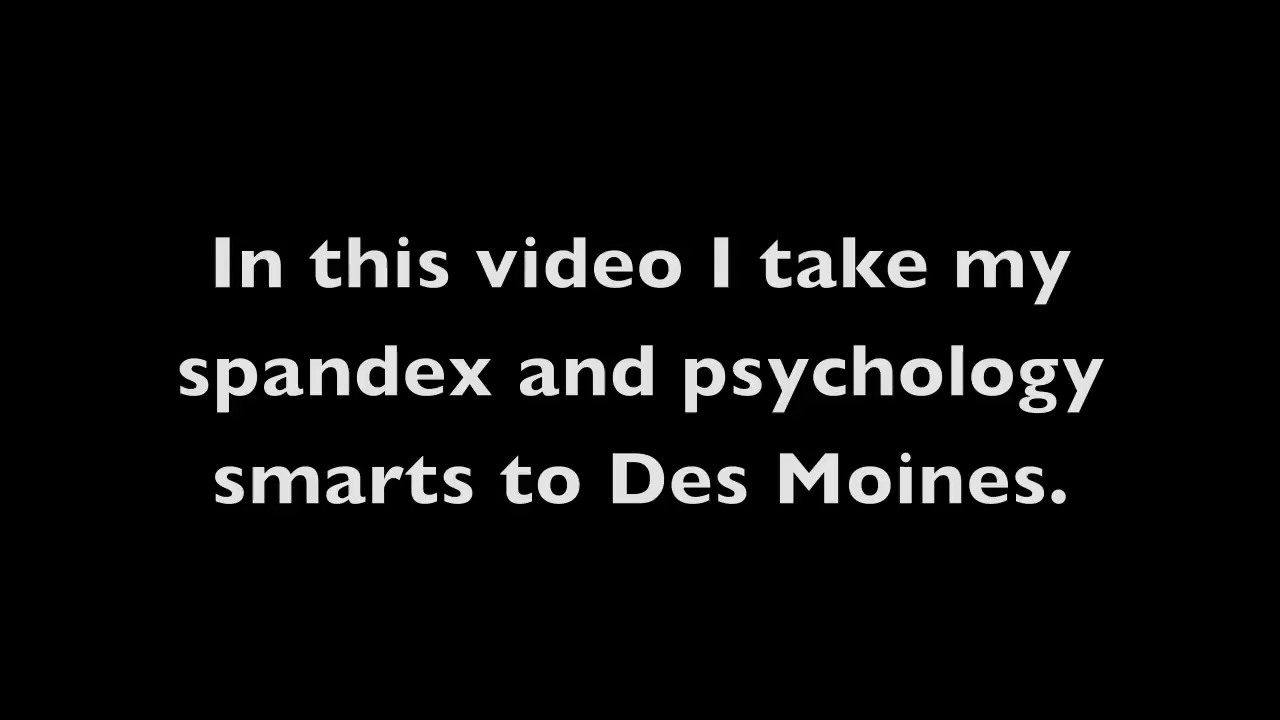 In this video I take my
spandex and psychology
smarts to Des Moines.